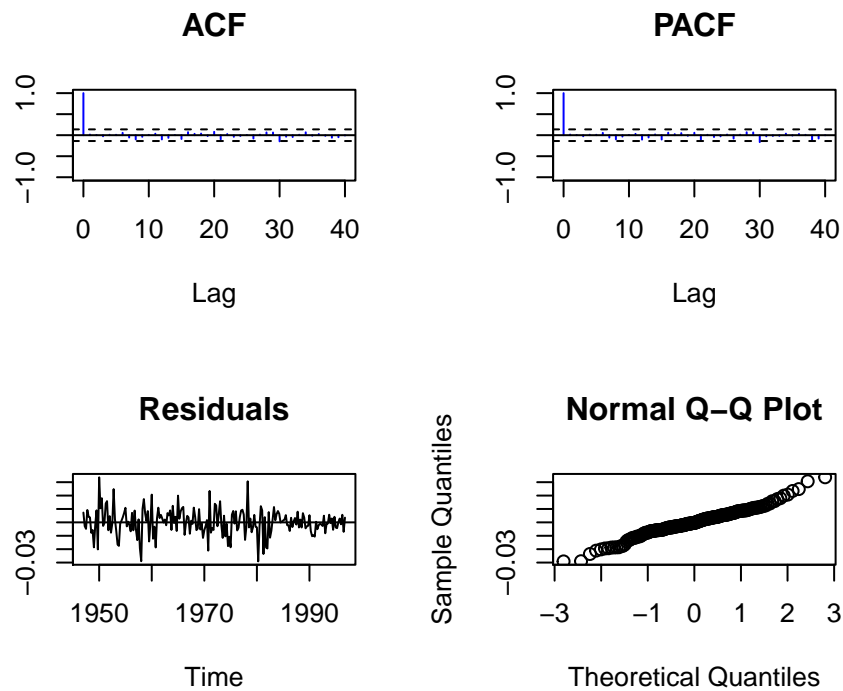 ACF
1.0
−1.0
0 10 20 30 40
Lag
PACF
1.0
−1.0
0 10 20 30 40
Lag
Residuals
−0.03
1950 1970 1990
Time
Normal Q−Q Plot
Sample Quantiles
−0.03
−3 −1 0 1 2 3
Theoretical Quantiles